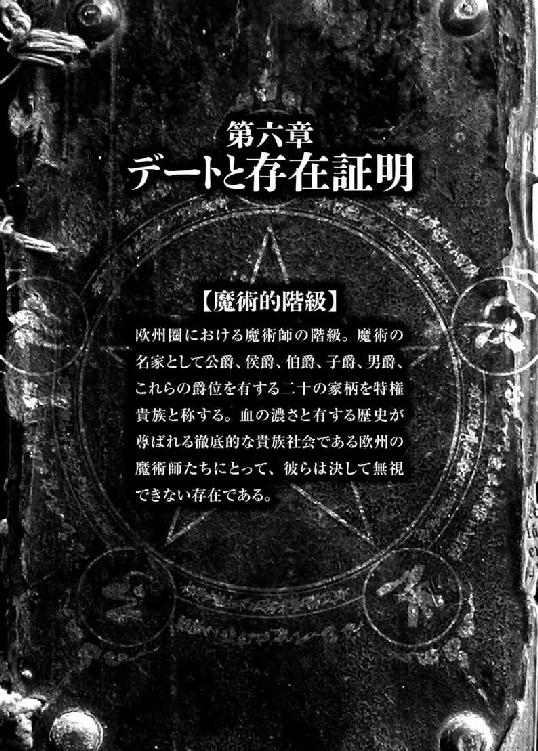 第六章
デートと存在証明
【魔術的階級】
欧州圏における魔術師の階級。魔術の
名家として公爵、侯爵、伯爵、子爵、男爵、
これらの爵位を有する二十の家柄を特権
貴族と称する。血の濃さと有する歴史が
尊ばれる徹底的な貴族社会である欧州の
魔術師たちにとって、彼らは決して無視
できない存在である。